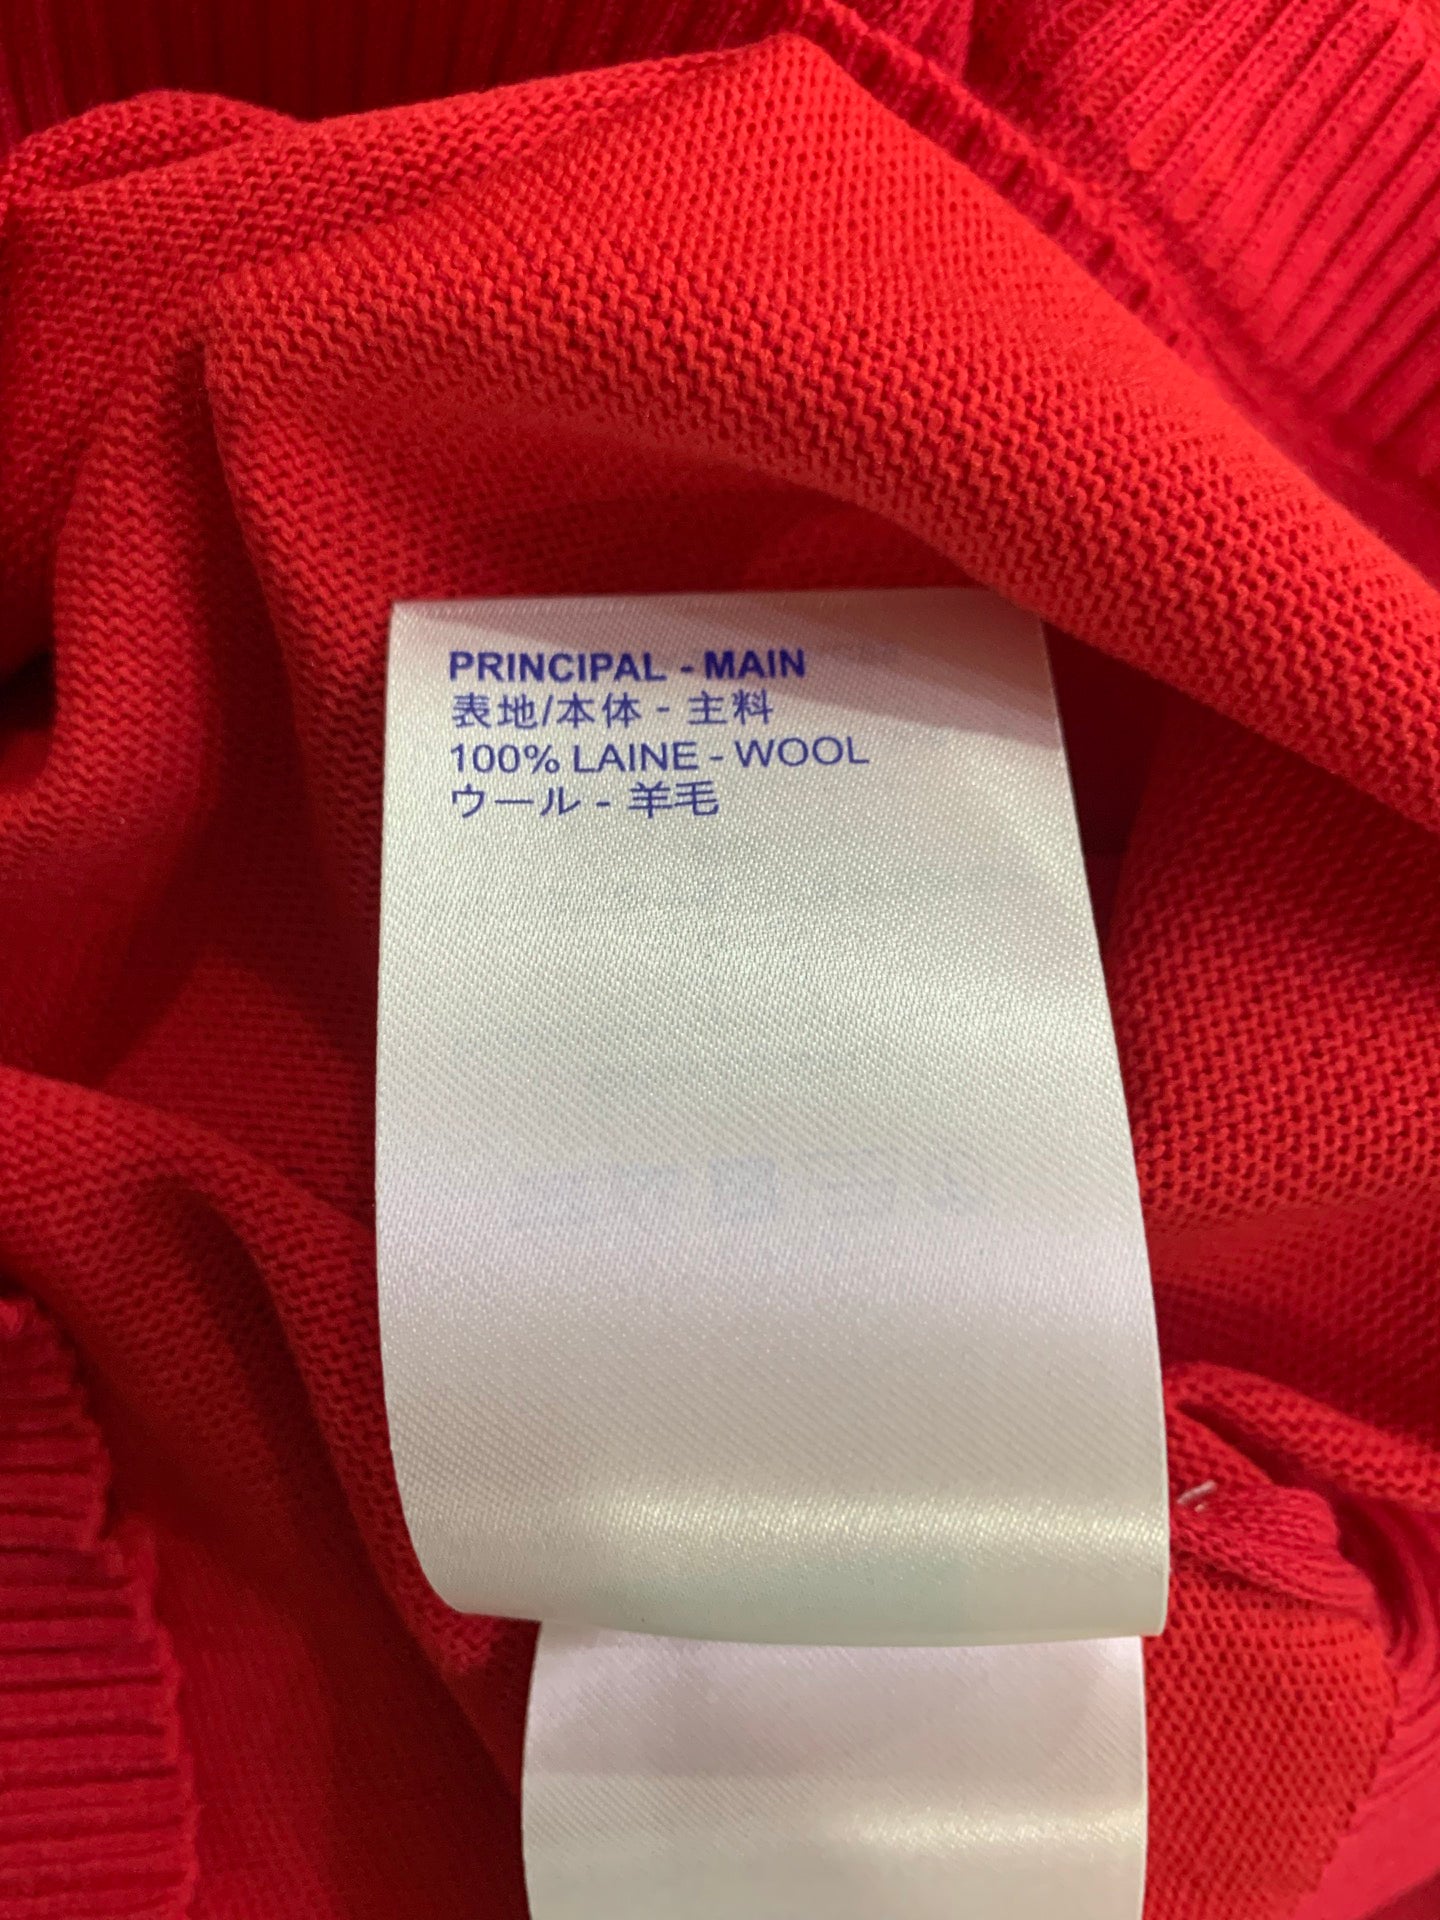 PRINCIPAL - MAIN
表地/本体 - 主料
100% LAINE - WOOL
ウール - 羊毛